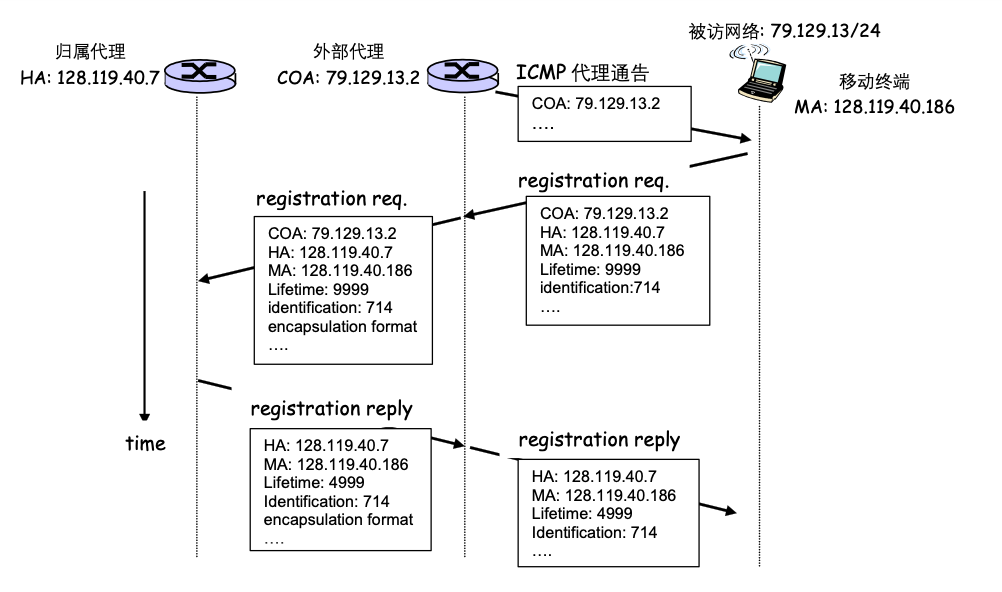 归属代理
HA: 128.119.40.7
外部代理
COA: 79.129.13.2
被访网络: 79.129.13/24
移动终端
MA: 128.119.40.186
ICMP 代理通告
COA: 79.129.13.2
....
registration req.
COA: 79.129.13.2
HA: 128.119.40.7
MA: 128.119.40.186
Lifetime: 9999
identification:714
....
registration req.
COA: 79.129.13.2
HA: 128.119.40.7
MA: 128.119.40.186
Lifetime: 9999
identification: 714
encapsulation format
....
time
registration reply
HA: 128.119.40.7
MA: 128.119.40.186
Lifetime: 4999
Identification: 714
encapsulation format
....
registration reply
HA: 128.119.40.7
MA: 128.119.40.186
Lifetime: 4999
Identification: 714
....